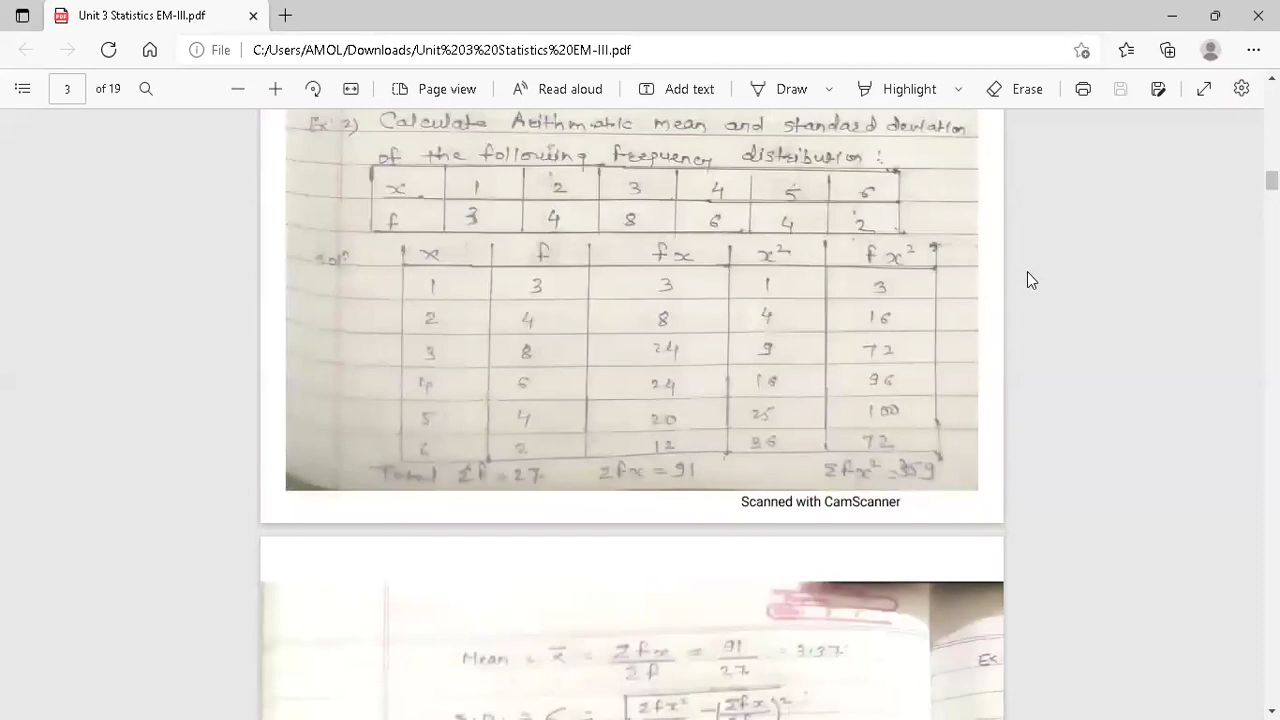 Unit 3 Statistics EM-III.pdf
File C:/Users/AMOL/Downloads/Unit%203%20Statistics%20EM-III.pdf
3 of 19 Page view Read aloud Add text Draw Highlight Erase
Ex. 2) Calculate Arithmatic mean and standard deviation
of the following frequency distribution :
x 1 2 3 4 5 6
f 3 4 8 6 4 2
Solⁿ x f fx x² fx²
1 3 3 1 3
2 4 8 4 16
3 8 24 9 72
4 6 24 16 96
5 4 20 25 100
6 2 12 36 72
Total Σf = 27 Σfx = 91 Σfx² = 359
Scanned with CamScanner
Mean = x̄ = Σfx / Σf = 91 / 27 = 3.37
Ex
S.D. = σ = √ Σfx² - (Σfx / Σf)²